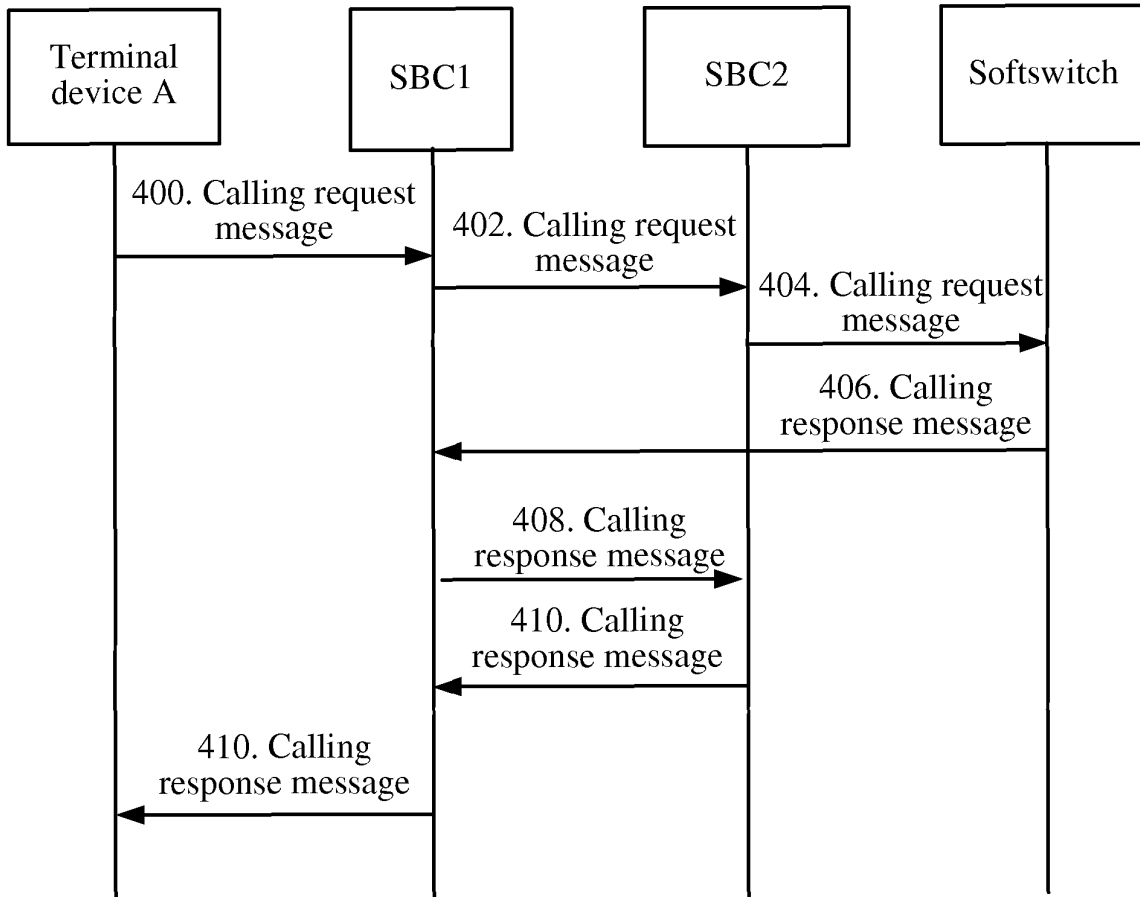 Terminal
device A
SBC1
SBC2
Softswitch
400. Calling request
message
402. Calling request
message
404. Calling request
message
406. Calling
response message
408. Calling
response message
410. Calling
response message
410. Calling
response message